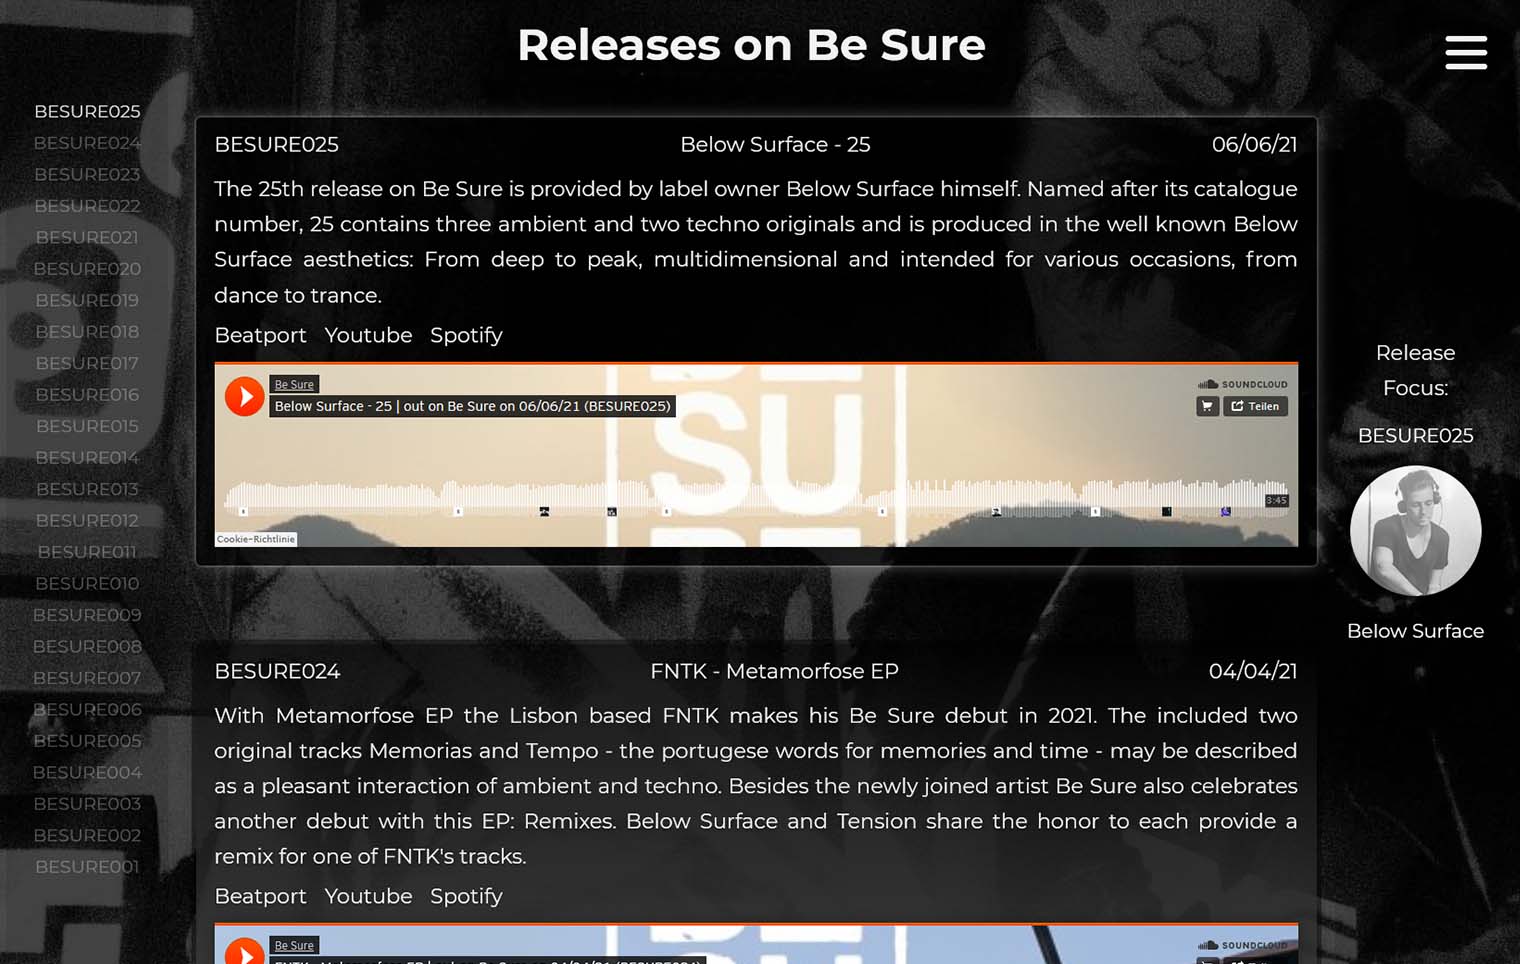 Releases on Be Sure
BESURE025
BESURE024
BESURE023
BESURE022
BESURE021
BESURE020
BESURE019
BESURE018
BESURE017
BESURE016
BESURE015
BESURE014
BESURE013
BESURE012
BESURE011
BESURE010
BESURE009
BESURE008
BESURE007
BESURE006
BESURE005
BESURE004
BESURE003
BESURE002
BESURE001
BESURE025 Below Surface - 25 06/06/21
The 25th release on Be Sure is provided by label owner Below Surface himself. Named after its catalogue
number, 25 contains three ambient and two techno originals and is produced in the well known Below
Surface aesthetics: From deep to peak, multidimensional and intended for various occasions, from
dance to trance.
Beatport Youtube Spotify
Be Sure
SOUNDCLOUD
Below Surface - 25 | out on Be Sure on 06/06/21 (BESURE025)
Teilen
SU
3:45
Cookie-Richtlinie
BESURE024 FNTK - Metamorfose EP 04/04/21
With Metamorfose EP the Lisbon based FNTK makes his Be Sure debut in 2021. The included two
original tracks Memorias and Tempo - the portugese words for memories and time - may be described
as a pleasant interaction of ambient and techno. Besides the newly joined artist Be Sure also celebrates
another debut with this EP: Remixes. Below Surface and Tension share the honor to each provide a
remix for one of FNTK's tracks.
Beatport Youtube Spotify
Be Sure
SOUNDCLOUD
Release
Focus:
BESURE025
Below Surface